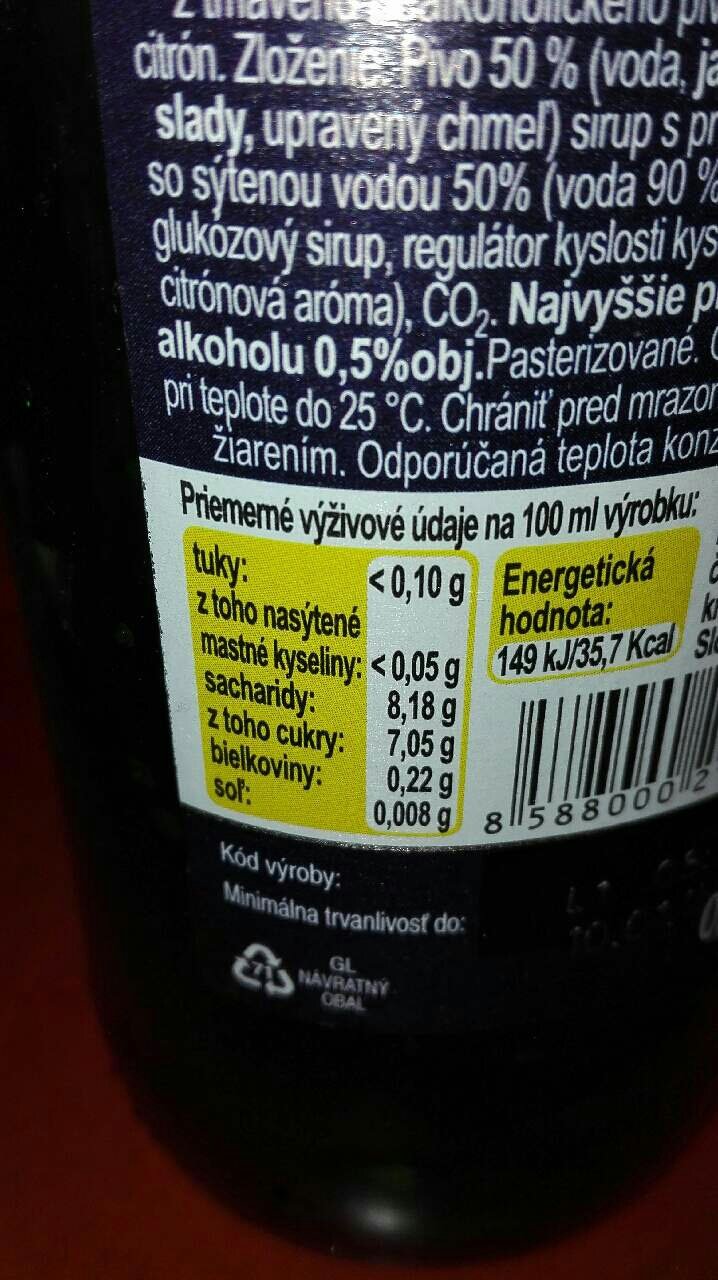 citrón. Zloženie: Pivo 50 % (voda,
slady, upravený chmeľ) sirup s
so sýtenou vodou 50% (voda 90 %
glukózový sirup, regulátor kyslosti
citrónová aróma), CO₂. Najvyššie
alkoholu 0,5%obj.Pasterizované.
pri teplote do 25 °C. Chrániť pred
žiarením. Odporúčaná teplota
Priemerné výživové údaje na 100 ml výrobku:
tuky: <0,10 g
z toho nasýtené
mastné kyseliny: <0,05 g
sacharidy: 8,18 g
z toho cukry: 7,05 g
bielkoviny: 0,22 g
soľ: 0,008 g
Energetická
hodnota:
149 kJ/35,7 Kcal
8 588000 2
Kód výroby:
Minimálna trvanlivosť do:
71
GL
NÁVRATNÝ
OBAL